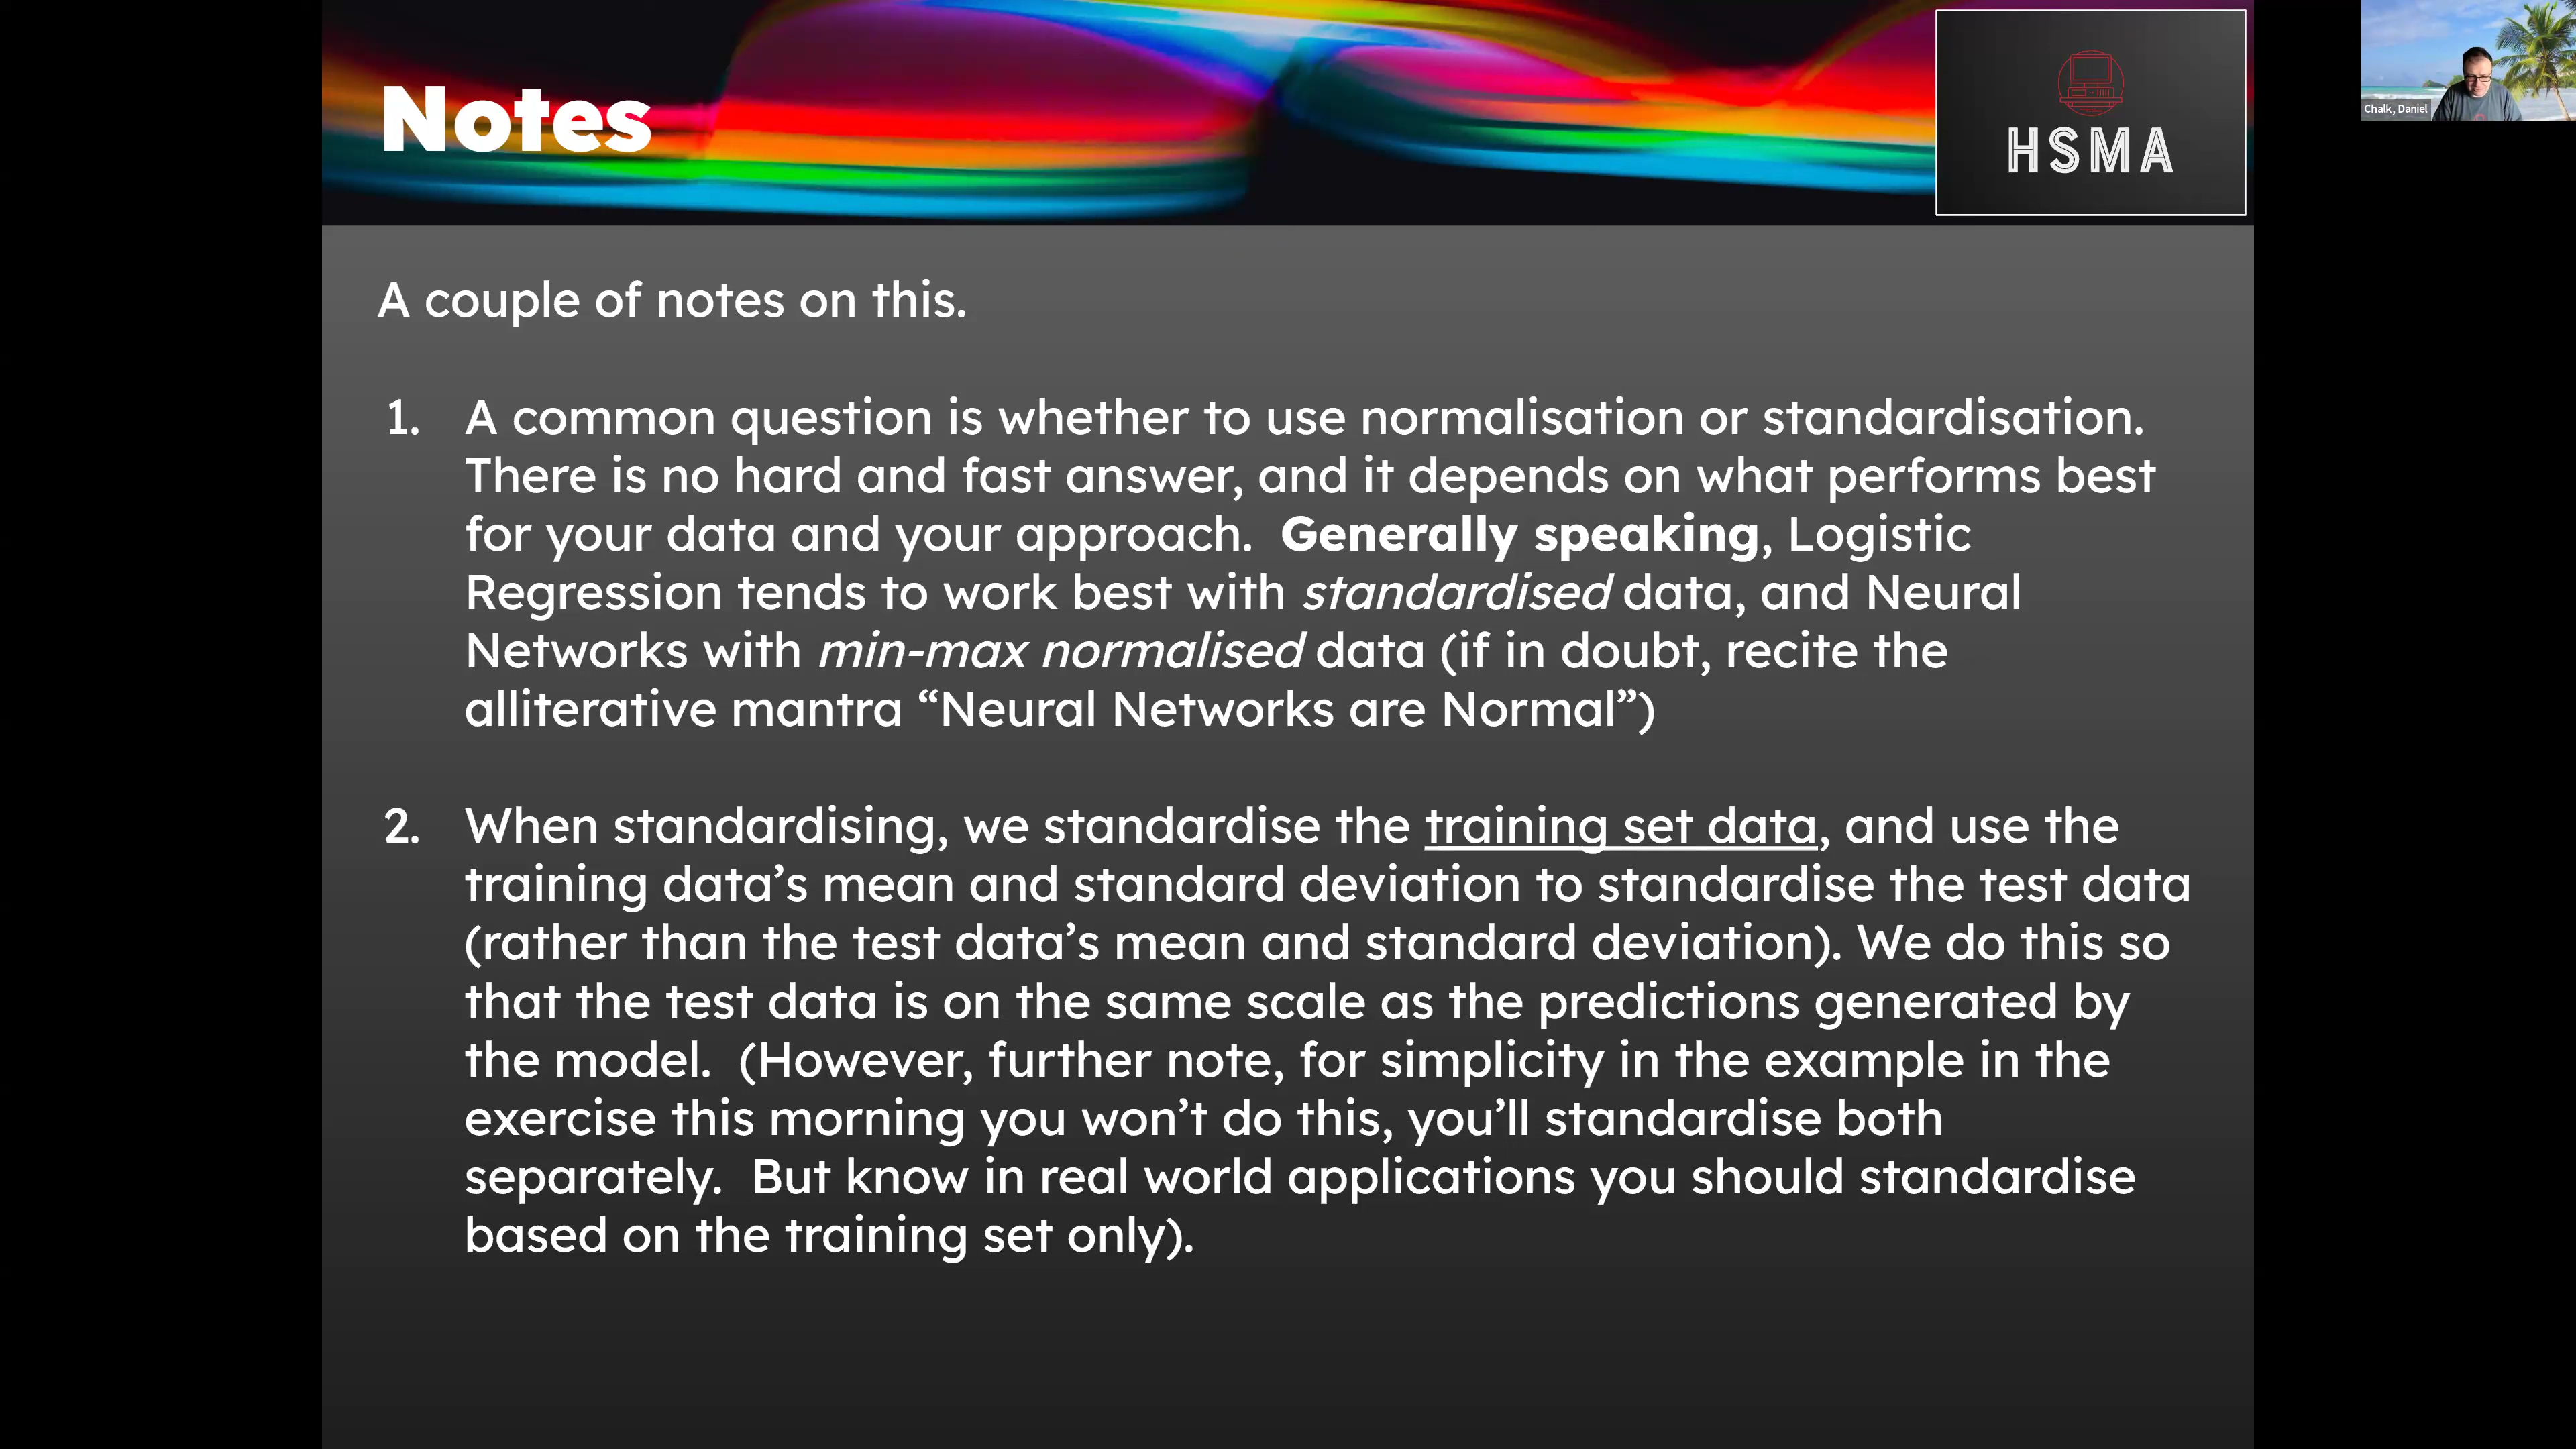 Notes
HSMA
Chalk, Daniel
A couple of notes on this.
1. A common question is whether to use normalisation or standardisation.
There is no hard and fast answer, and it depends on what performs best
for your data and your approach.  Generally speaking, Logistic
Regression tends to work best with standardised data, and Neural
Networks with min-max normalised data (if in doubt, recite the
alliterative mantra “Neural Networks are Normal”)
2. When standardising, we standardise the training set data, and use the
training data’s mean and standard deviation to standardise the test data
(rather than the test data’s mean and standard deviation). We do this so
that the test data is on the same scale as the predictions generated by
the model.  (However, further note, for simplicity in the example in the
exercise this morning you won’t do this, you’ll standardise both
separately.  But know in real world applications you should standardise
based on the training set only).